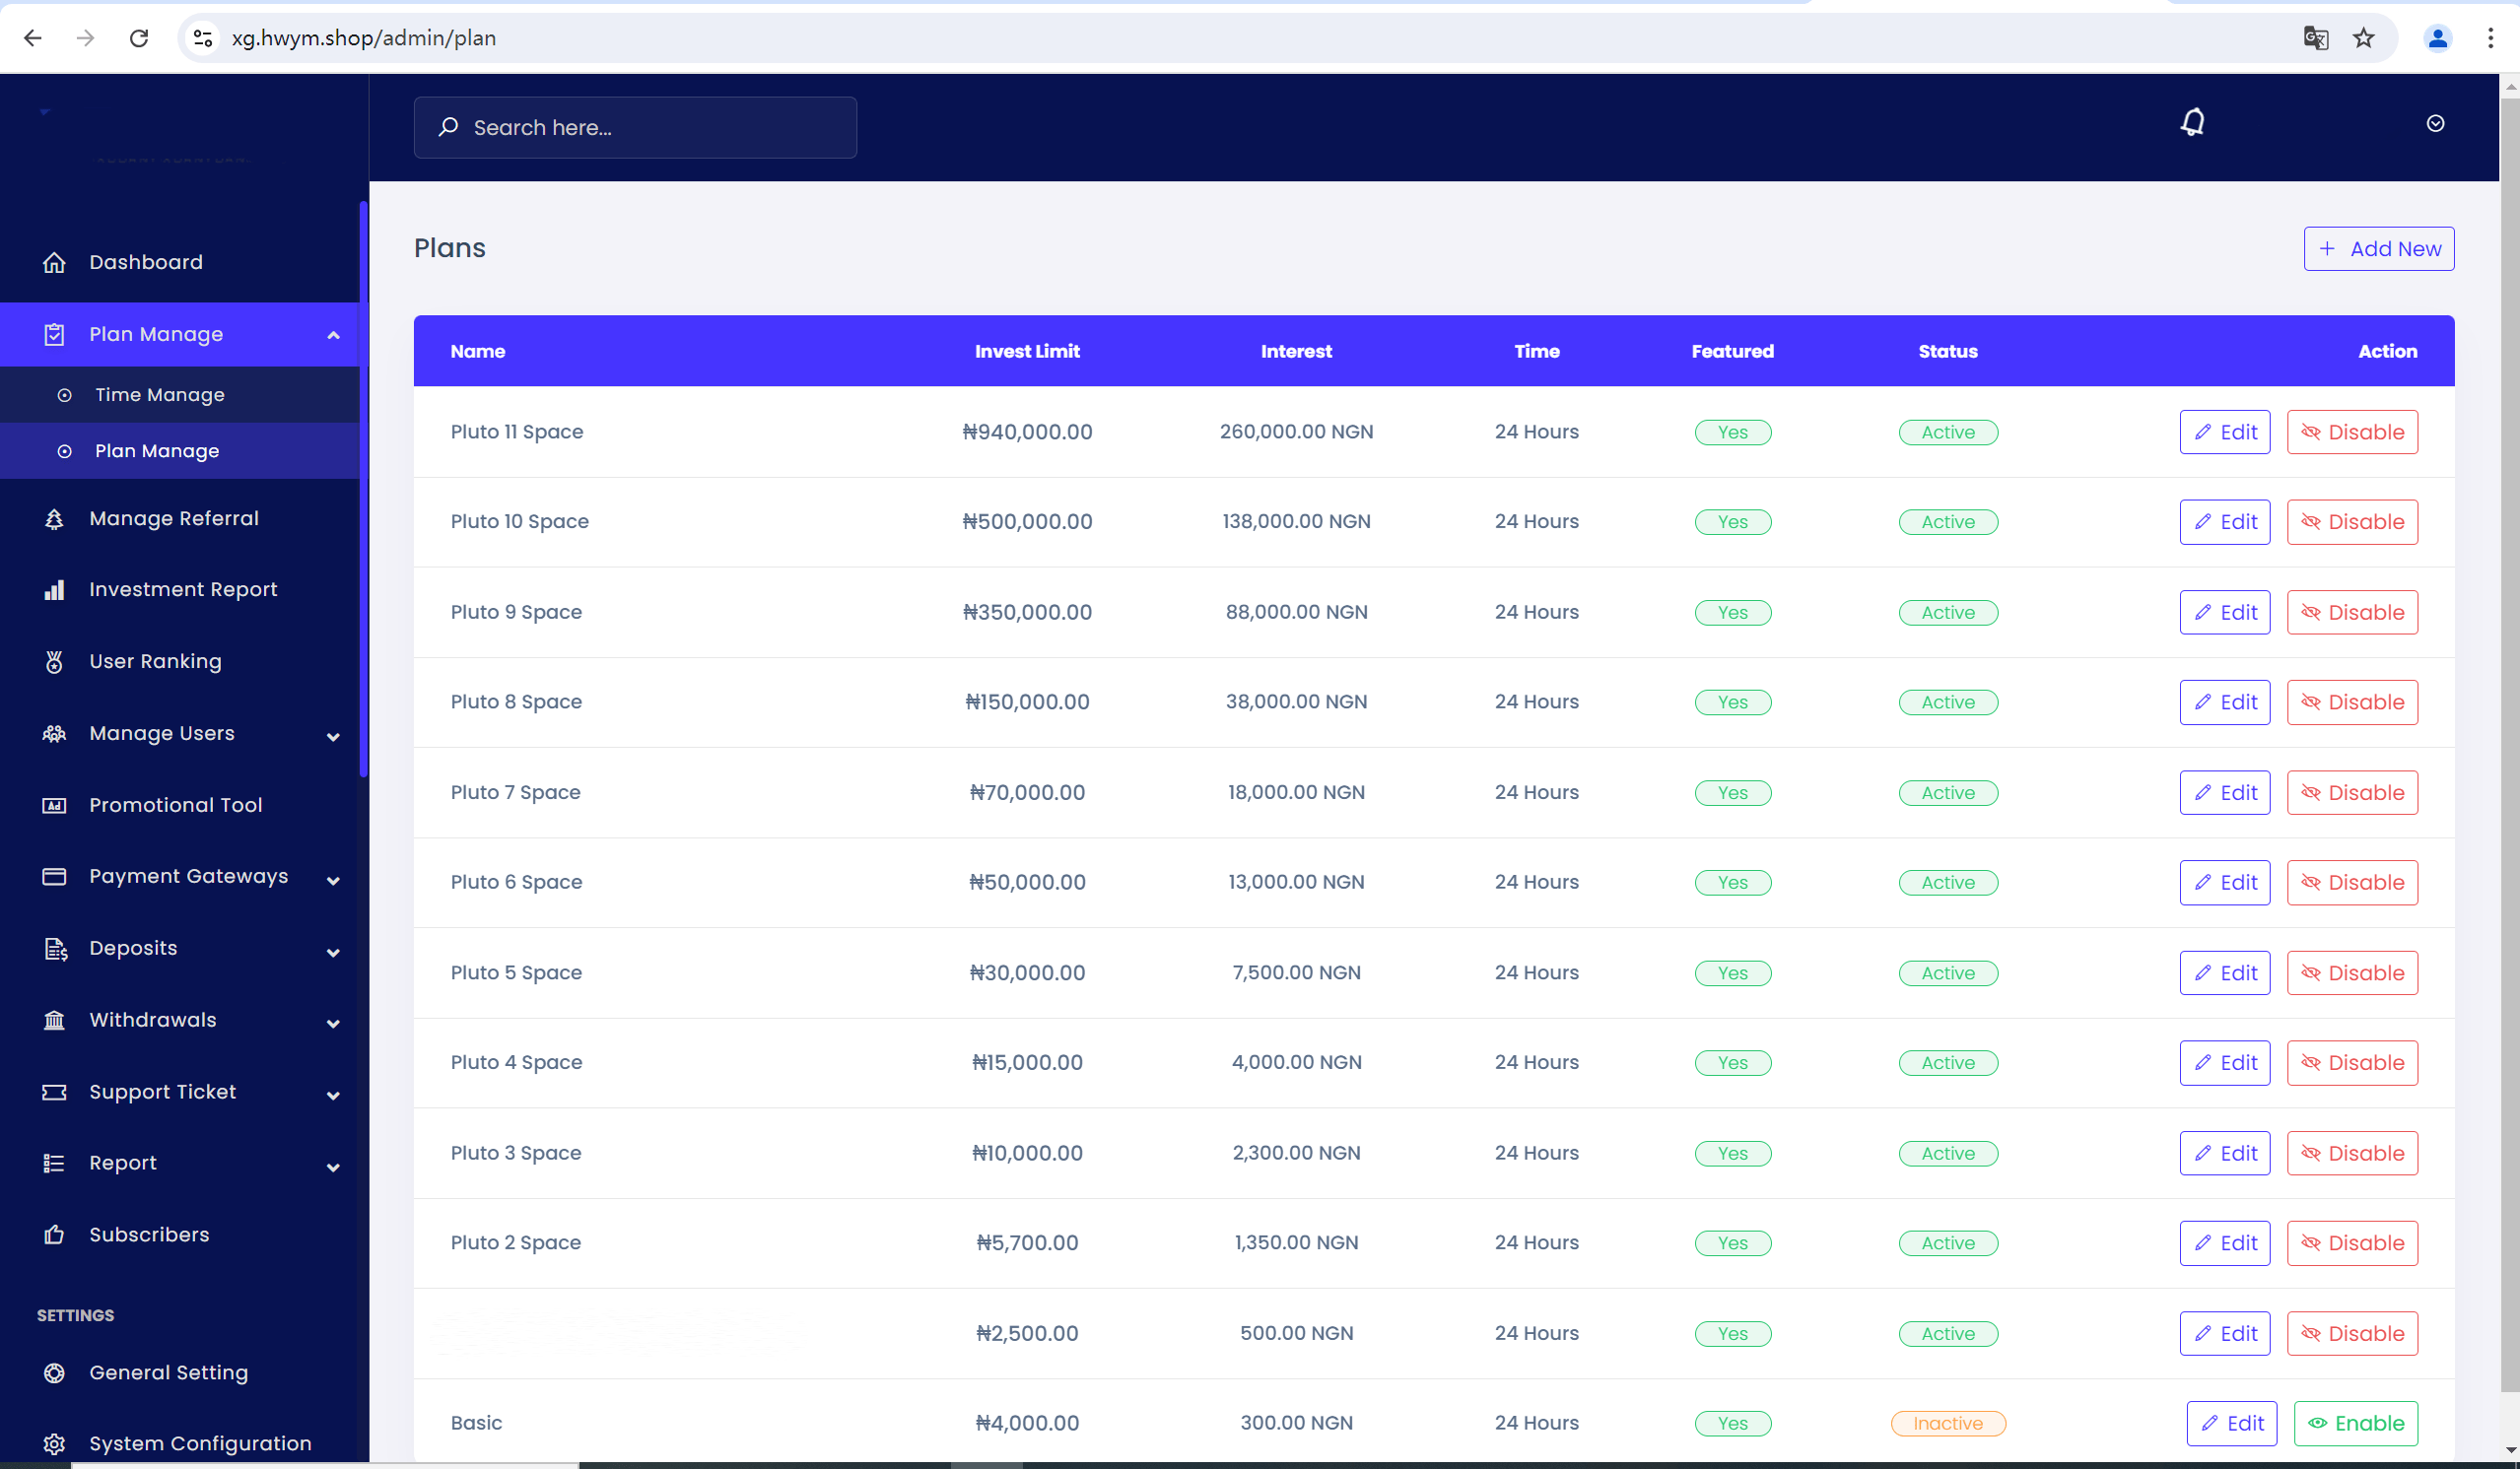 xg.hwym.shop/admin/plan
Search here...
Dashboard
Plan Manage
Time Manage
Plan Manage
Manage Referral
Investment Report
User Ranking
Manage Users
Promotional Tool
Payment Gateways
Deposits
Withdrawals
Support Ticket
Report
Subscribers
SETTINGS
General Setting
System Configuration
Plans
+ Add New
Name Invest Limit Interest Time Featured Status Action
Pluto 11 Space ₦940,000.00 260,000.00 NGN 24 Hours Yes Active Edit Disable
Pluto 10 Space ₦500,000.00 138,000.00 NGN 24 Hours Yes Active Edit Disable
Pluto 9 Space ₦350,000.00 88,000.00 NGN 24 Hours Yes Active Edit Disable
Pluto 8 Space ₦150,000.00 38,000.00 NGN 24 Hours Yes Active Edit Disable
Pluto 7 Space ₦70,000.00 18,000.00 NGN 24 Hours Yes Active Edit Disable
Pluto 6 Space ₦50,000.00 13,000.00 NGN 24 Hours Yes Active Edit Disable
Pluto 5 Space ₦30,000.00 7,500.00 NGN 24 Hours Yes Active Edit Disable
Pluto 4 Space ₦15,000.00 4,000.00 NGN 24 Hours Yes Active Edit Disable
Pluto 3 Space ₦10,000.00 2,300.00 NGN 24 Hours Yes Active Edit Disable
Pluto 2 Space ₦5,700.00 1,350.00 NGN 24 Hours Yes Active Edit Disable
₦2,500.00 500.00 NGN 24 Hours Yes Active Edit Disable
Basic ₦4,000.00 300.00 NGN 24 Hours Yes Inactive Edit Enable